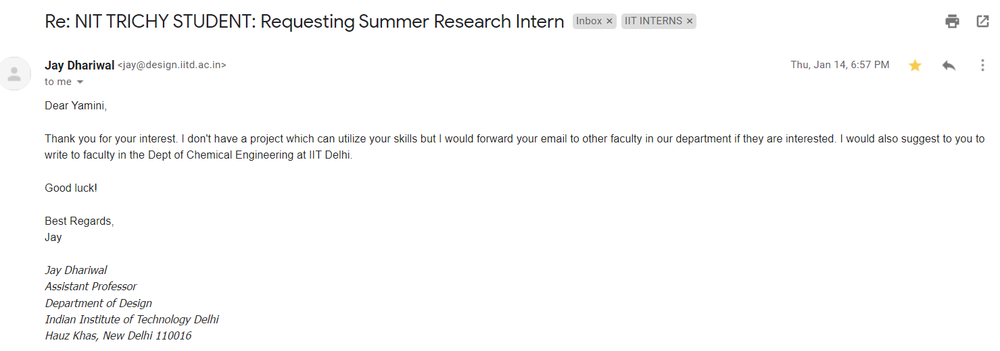 Re: NIT TRICHY STUDENT: Requesting Summer Research Intern Inbox × IIT INTERNS ×
Jay Dhariwal <jay@design.iitd.ac.in> Thu, Jan 14, 6:57 PM
to me
Dear Yamini,
Thank you for your interest. I don't have a project which can utilize your skills but I would forward your email to other faculty in our department if they are interested. I would also suggest to you to
write to faculty in the Dept of Chemical Engineering at IIT Delhi.
Good luck!
Best Regards,
Jay
Jay Dhariwal
Assistant Professor
Department of Design
Indian Institute of Technology Delhi
Hauz Khas, New Delhi 110016